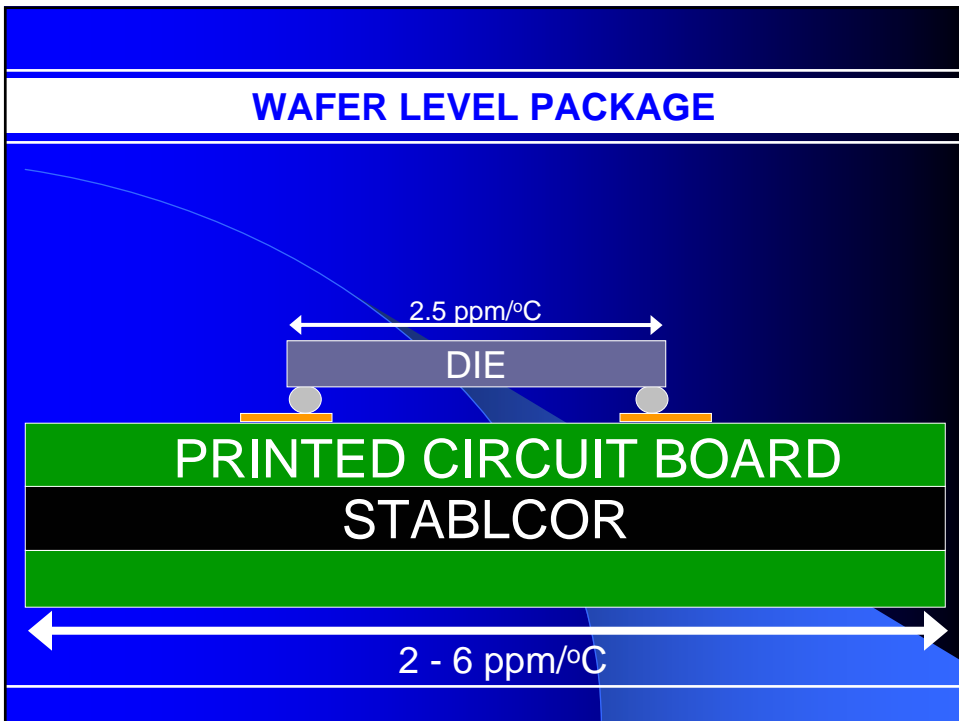 WAFER LEVEL PACKAGE
2.5 ppm/ºC
DIE
PRINTED CIRCUIT BOARD
STABLCOR
2 - 6 ppm/ºC